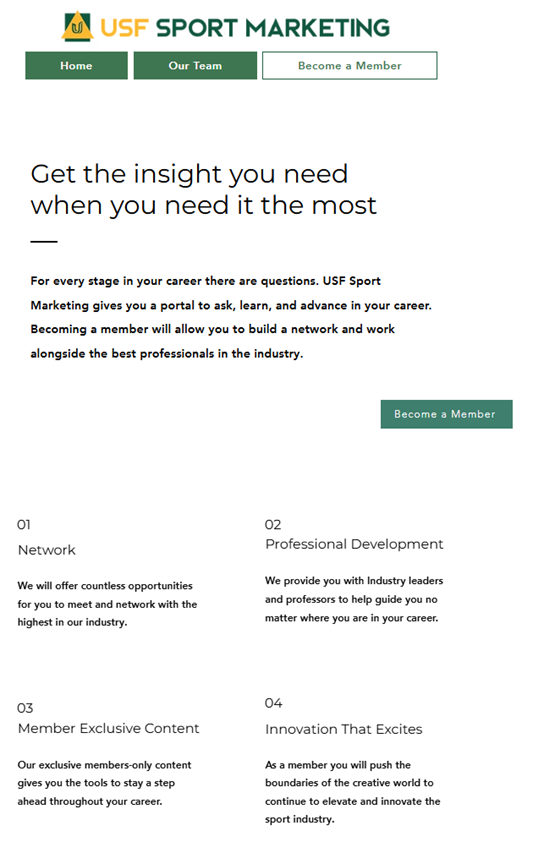 USF SPORT MARKETING
Home
Our Team
Become a Member
Get the insight you need
when you need it the most
For every stage in your career there are questions. USF Sport
Marketing gives you a portal to ask, learn, and advance in your career.
Becoming a member will allow you to build a network and work
alongside the best professionals in the industry.
Become a Member
01
Network
We will offer countless opportunities
for you to meet and network with the
highest in our industry.
02
Professional Development
We provide you with Industry leaders
and professors to help guide you no
matter where you are in your career.
03
Member Exclusive Content
Our exclusive members-only content
gives you the tools to stay a step
ahead throughout your career.
04
Innovation That Excites
As a member you will push the
boundaries of the creative world to
continue to elevate and innovate the
sport industry.